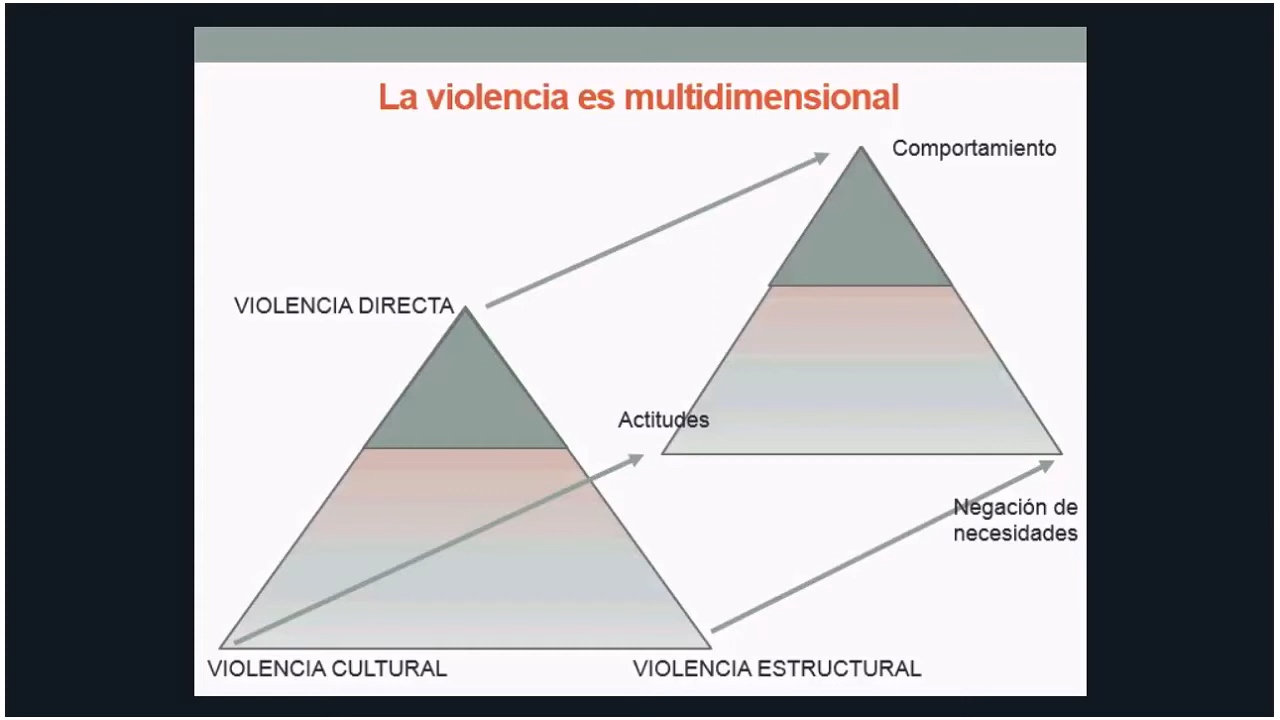 La violencia es multidimensional
Comportamiento
VIOLENCIA DIRECTA
Actitudes
Negación de
necesidades
VIOLENCIA CULTURAL
VIOLENCIA ESTRUCTURAL